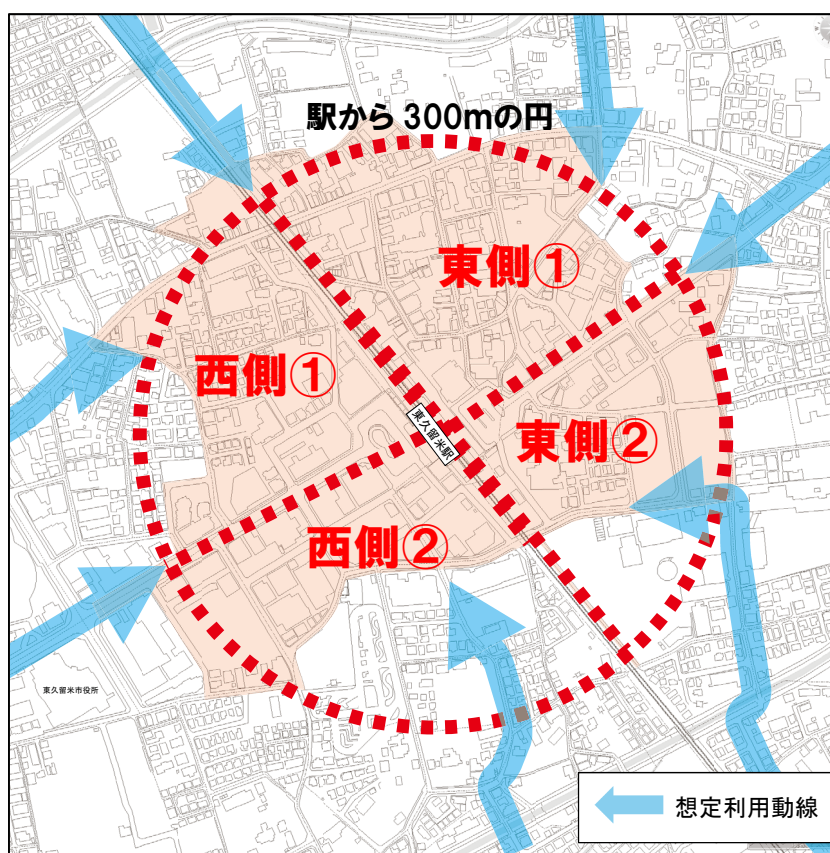 駅から300mの円
東側①
西側①
東久留米駅
東側②
西側②
東久留米市役所
想定利用動線